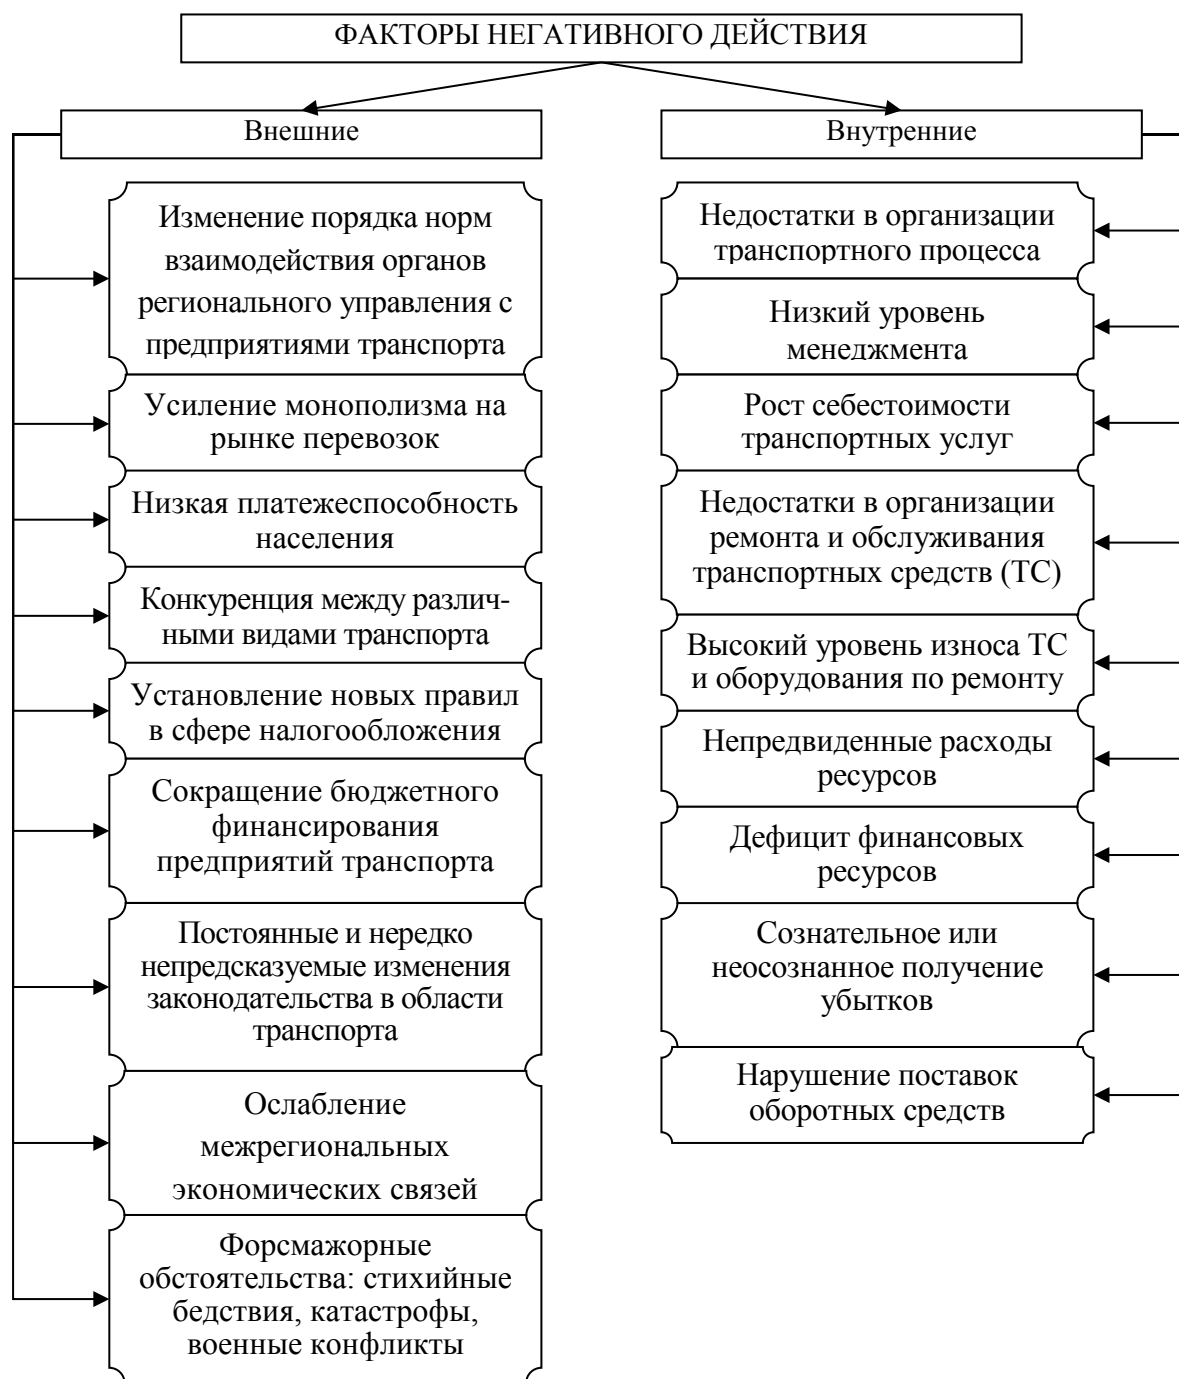 ФАКТОРЫ НЕГАТИВНОГО ДЕЙСТВИЯ
Внешние
Изменение порядка норм
взаимодействия органов
регионального управления с
предприятиями транспорта
Усиление монополизма на
рынке перевозок
Низкая платежеспособность
населения
Конкуренция между различ-
ными видами транспорта
Установление новых правил
в сфере налогообложения
Сокращение бюджетного
финансирования
предприятий транспорта
Постоянные и нередко
непредсказуемые изменения
законодательства в области
транспорта
Ослабление
межрегиональных
экономических связей
Форсмажорные
обстоятельства: стихийные
бедствия, катастрофы,
военные конфликты
Внутренние
Недостатки в организации
транспортного процесса
Низкий уровень
менеджмента
Рост себестоимости
транспортных услуг
Недостатки в организации
ремонта и обслуживания
транспортных средств (ТС)
Высокий уровень износа ТС
и оборудования по ремонту
Непредвиденные расходы
ресурсов
Дефицит финансовых
ресурсов
Сознательное или
неосознанное получение
убытков
Нарушение поставок
оборотных средств